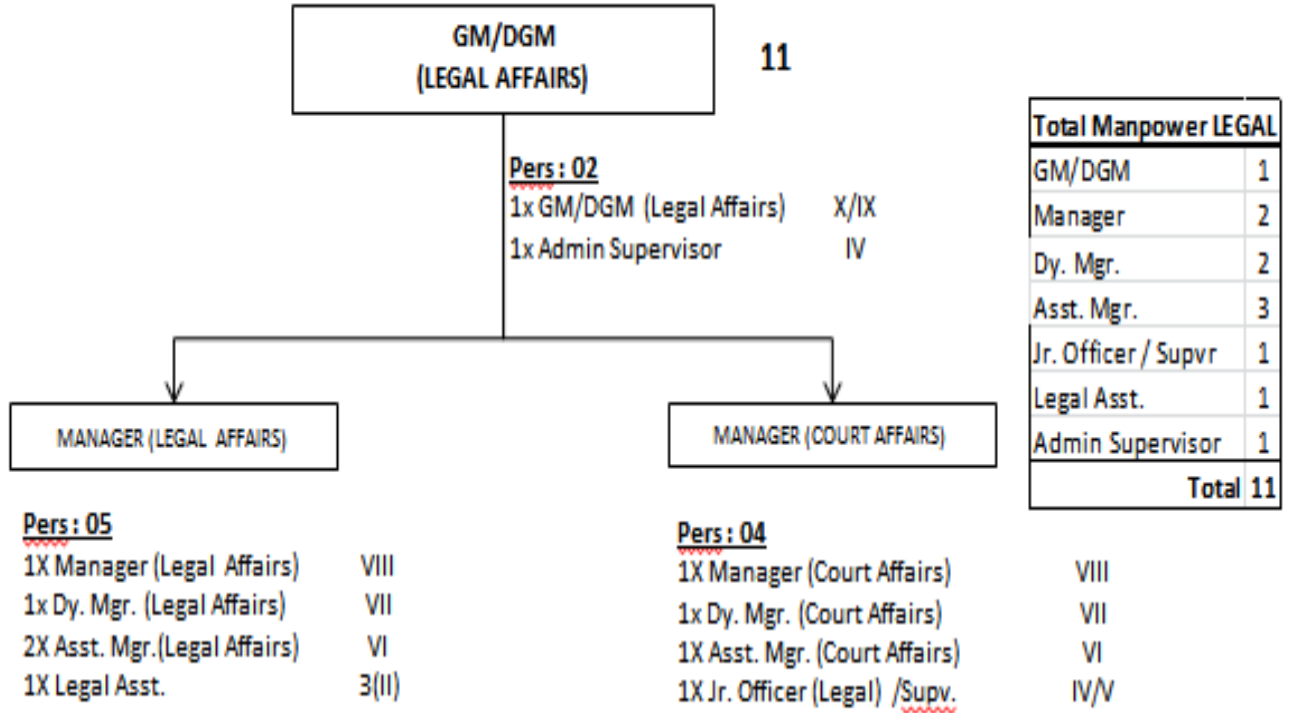 GM/DGM
(LEGAL AFFAIRS)
11
Pers : 02
1x GM/DGM (Legal Affairs) X/IX
1x Admin Supervisor IV
Total Manpower LEGAL
GM/DGM 1
Manager 2
Dy. Mgr. 2
Asst. Mgr. 3
Jr. Officer / Supvr 1
Legal Asst. 1
Admin Supervisor 1
Total 11
MANAGER (LEGAL AFFAIRS)
Pers : 05
1X Manager (Legal Affairs) VIII
1x Dy. Mgr. (Legal Affairs) VII
2X Asst. Mgr.(Legal Affairs) VI
1X Legal Asst. 3(II)
MANAGER (COURT AFFAIRS)
Pers : 04
1X Manager (Court Affairs) VIII
1x Dy. Mgr. (Court Affairs) VII
1X Asst. Mgr. (Court Affairs) VI
1X Jr. Officer (Legal) /Supv. IV/V